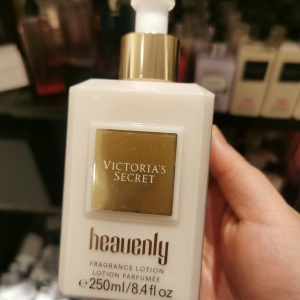 VICTORIA'S
SECRET
heavenly
FRAGRANCE LOTION
LOTION PARFUMÉE
e 250ml/8.4fl oz